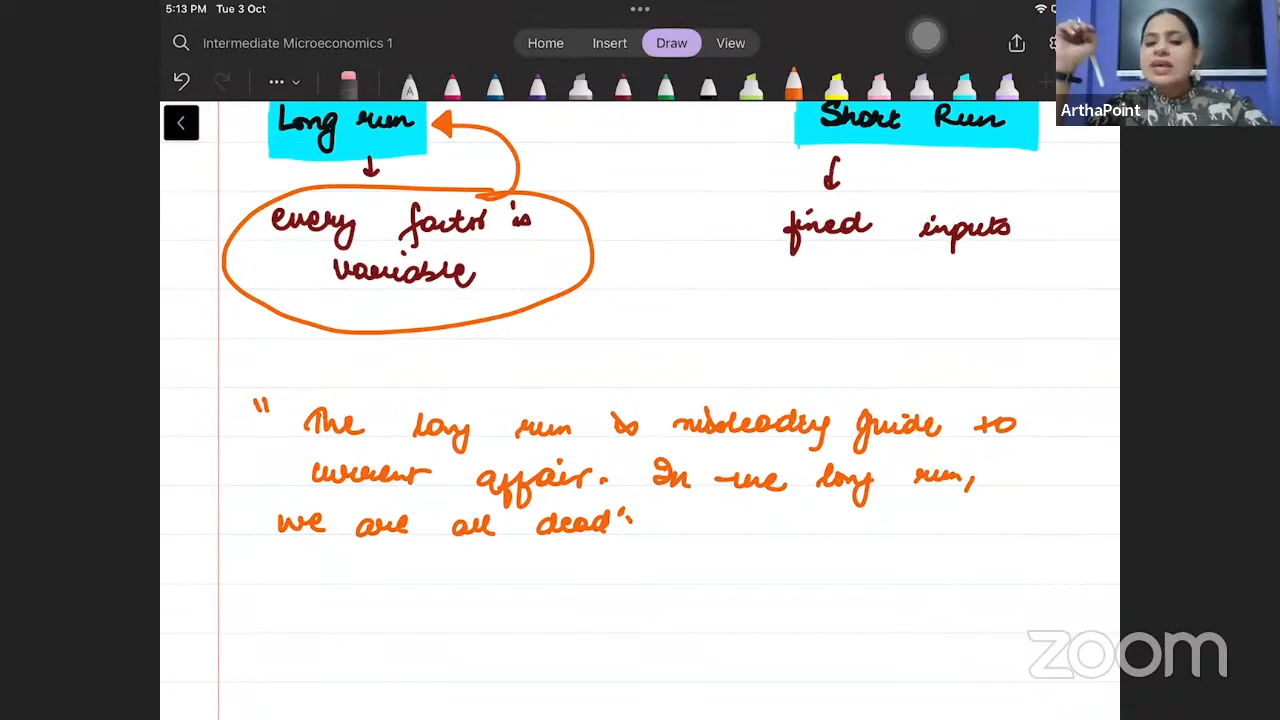 5:13 PM Tue 3 Oct
Intermediate Microeconomics 1
Home Insert Draw View
A
ArthaPoint
Long run
Short Run
every factor is
variable
fixed inputs
" The long run is misleading guide to
current affair. In the long run,
we are all dead"
zoom